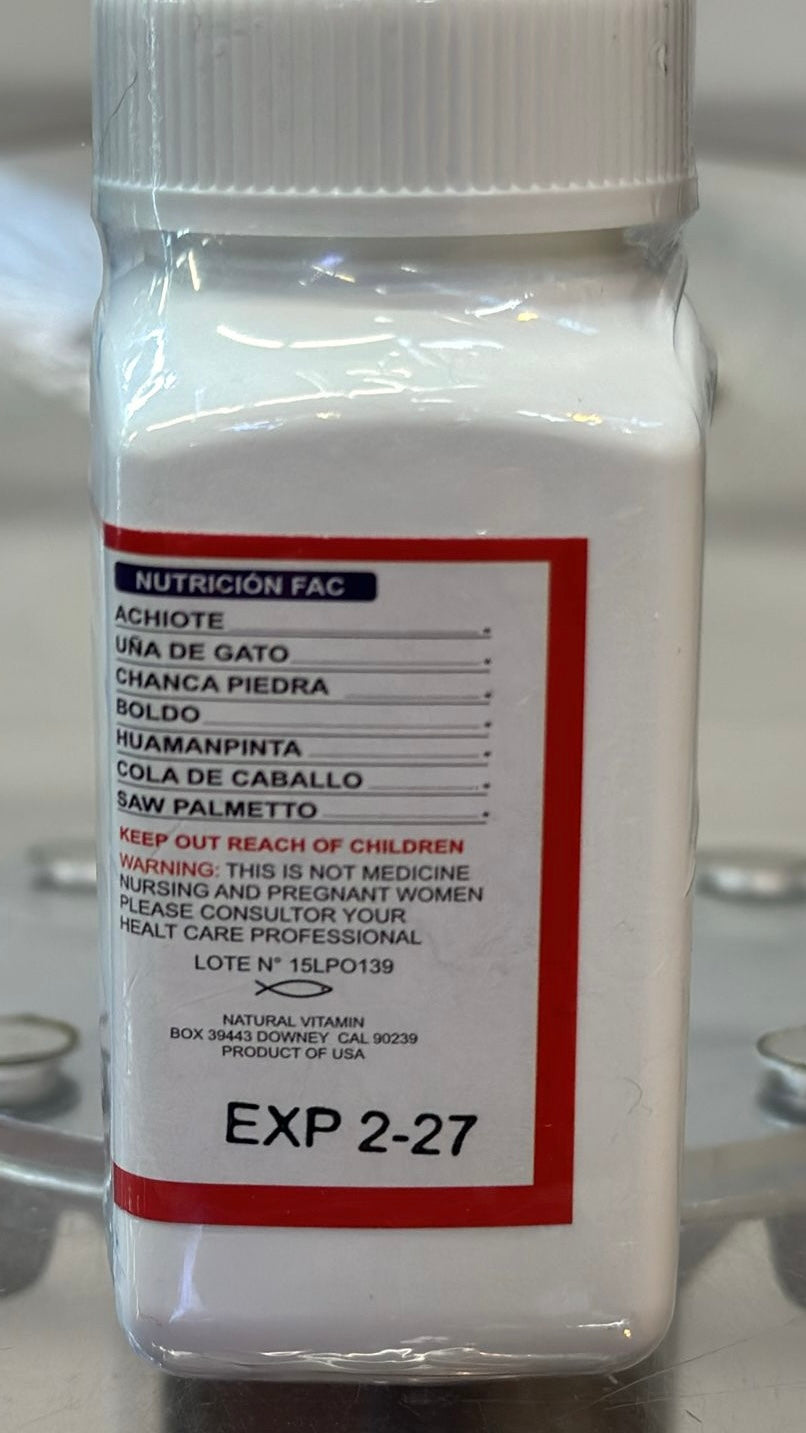 NUTRICIÓN FAC
ACHIOTE
UÑA DE GATO
CHANCA PIEDRA
BOLDO
HUAMANPINTA
COLA DE CABALLO
SAW PALMETTO
KEEP OUT REACH OF CHILDREN
WARNING: THIS IS NOT MEDICINE
NURSING AND PREGNANT WOMEN
PLEASE CONSULTOR YOUR
HEALT CARE PROFESSIONAL
LOTE N° 15LPO139
NATURAL VITAMIN
BOX 39443 DOWNEY CAL 90239
PRODUCT OF USA
EXP 2-27